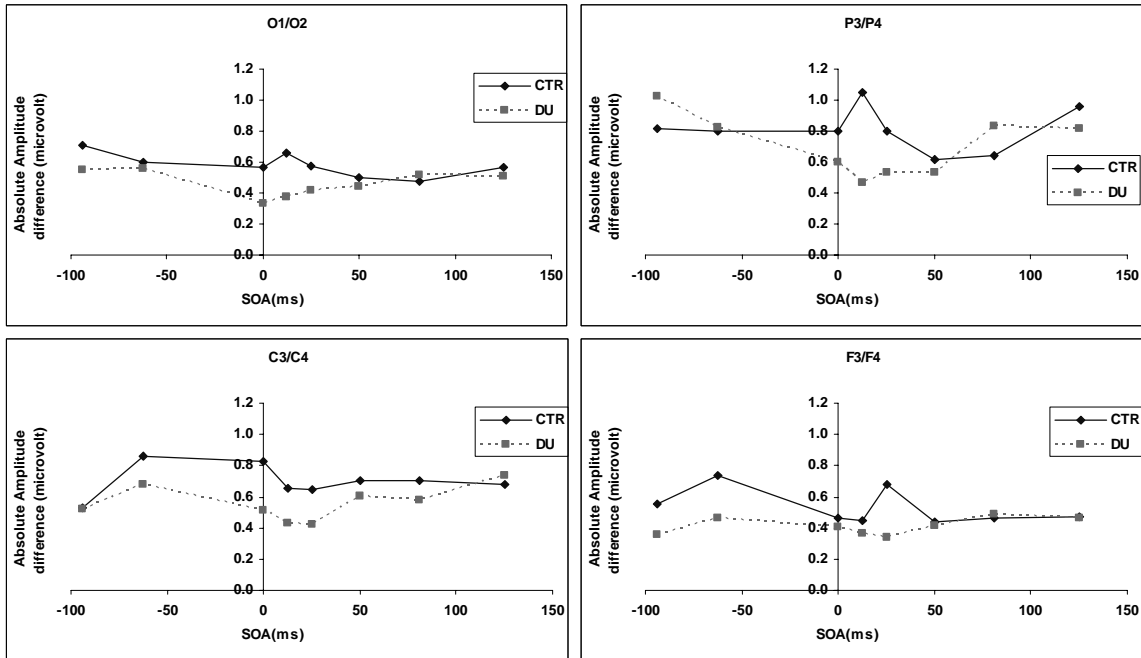 O1/O2
0.0
0.2
0.4
0.6
0.8
1.0
1.2
-100
-50
0
50
100
150
SOA(ms)
Absolute Amplitude
difference (microvolt)
CTR
DU
P3/P4
0.0
0.2
0.4
0.6
0.8
1.0
1.2
-100
-50
0
50
100
150
SOA(ms)
Absolute Amplitude
difference (microvolt)
CTR
DU
C3/C4
0.0
0.2
0.4
0.6
0.8
1.0
1.2
-100
-50
0
50
100
150
SOA(ms)
Absolute Amplitude
difference (microvolt)
CTR
DU
F3/F4
0.0
0.2
0.4
0.6
0.8
1.0
1.2
-100
-50
0
50
100
150
SOA(ms)
Absolute Amplitude
difference (microvolt)
CTR
DU